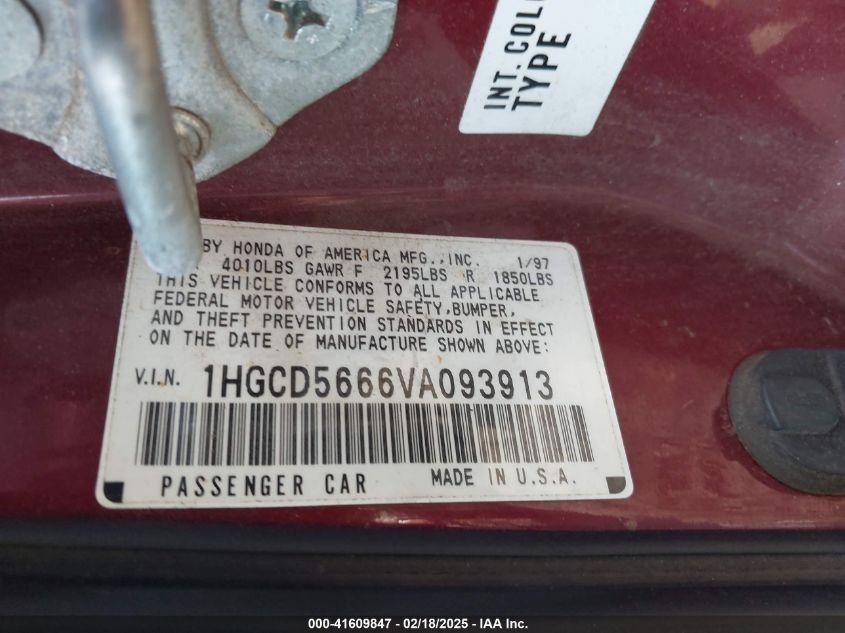 INT. COL
TYPE
BY HONDA OF AMERICA MFG.,INC. 1/97
4010LBS GAWR F 2195LBS R 1850LBS
THIS VEHICLE CONFORMS TO ALL APPLICABLE
FEDERAL MOTOR VEHICLE SAFETY,BUMPER,
AND THEFT PREVENTION STANDARDS IN EFFECT
ON THE DATE OF MANUFACTURE SHOWN ABOVE:
V.I.N. 1HGCD5666VA093913
PASSENGER CAR MADE IN U.S.A.
000-41609847 - 02/18/2025 - IAA Inc.